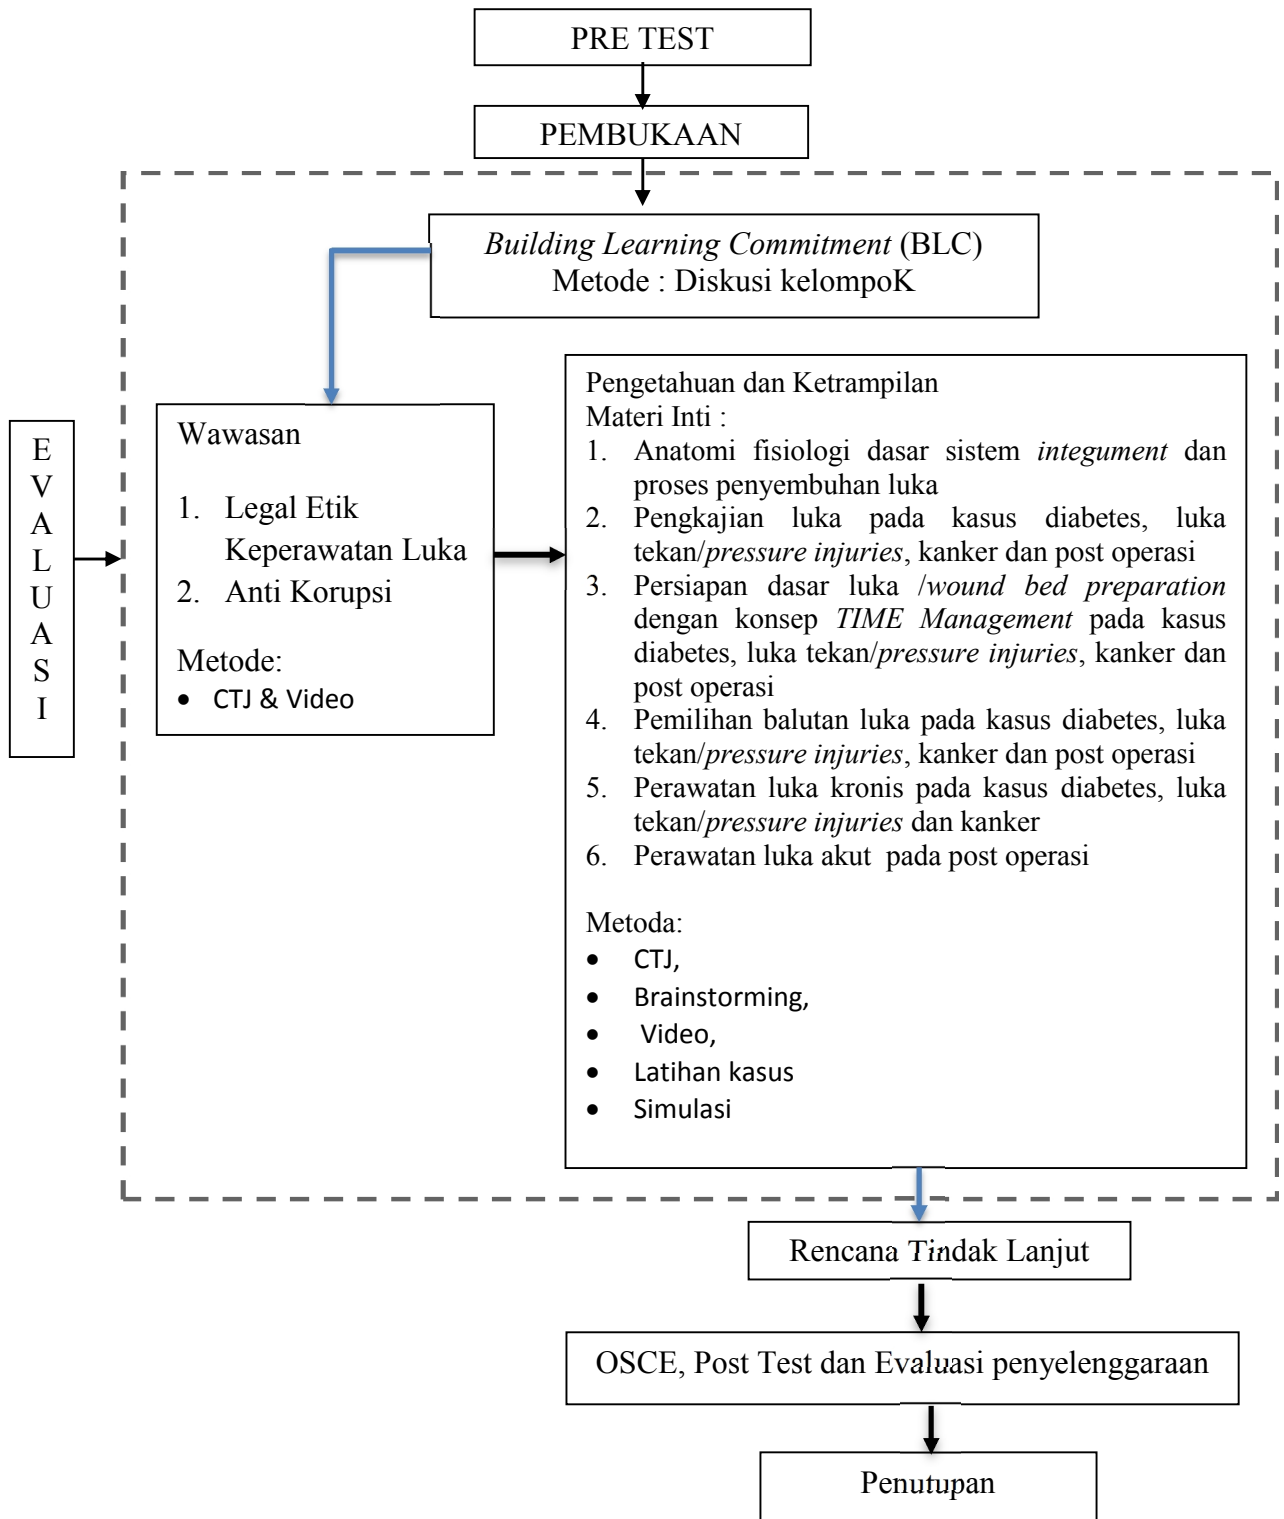 PRE TEST
PEMBUKAAN
Building Learning Commitment (BLC)
Metode : Diskusi kelompoK
E
V
A
L
U
A
S
I
Wawasan
1. Legal Etik
Keperawatan Luka
2. Anti Korupsi
Metode:
• CTJ & Video
Pengetahuan dan Ketrampilan
Materi Inti :
1. Anatomi fisiologi dasar sistem integument dan
proses penyembuhan luka
2. Pengkajian luka pada kasus diabetes, luka
tekan/pressure injuries, kanker dan post operasi
3. Persiapan dasar luka /wound bed preparation
dengan konsep TIME Management pada kasus
diabetes, luka tekan/pressure injuries, kanker dan
post operasi
4. Pemilihan balutan luka pada kasus diabetes, luka
tekan/pressure injuries, kanker dan post operasi
5. Perawatan luka kronis pada kasus diabetes, luka
tekan/pressure injuries dan kanker
6. Perawatan luka akut pada post operasi
Metoda:
• CTJ,
• Brainstorming,
• Video,
• Latihan kasus
• Simulasi
Rencana Tindak Lanjut
OSCE, Post Test dan Evaluasi penyelenggaraan
Penutupan